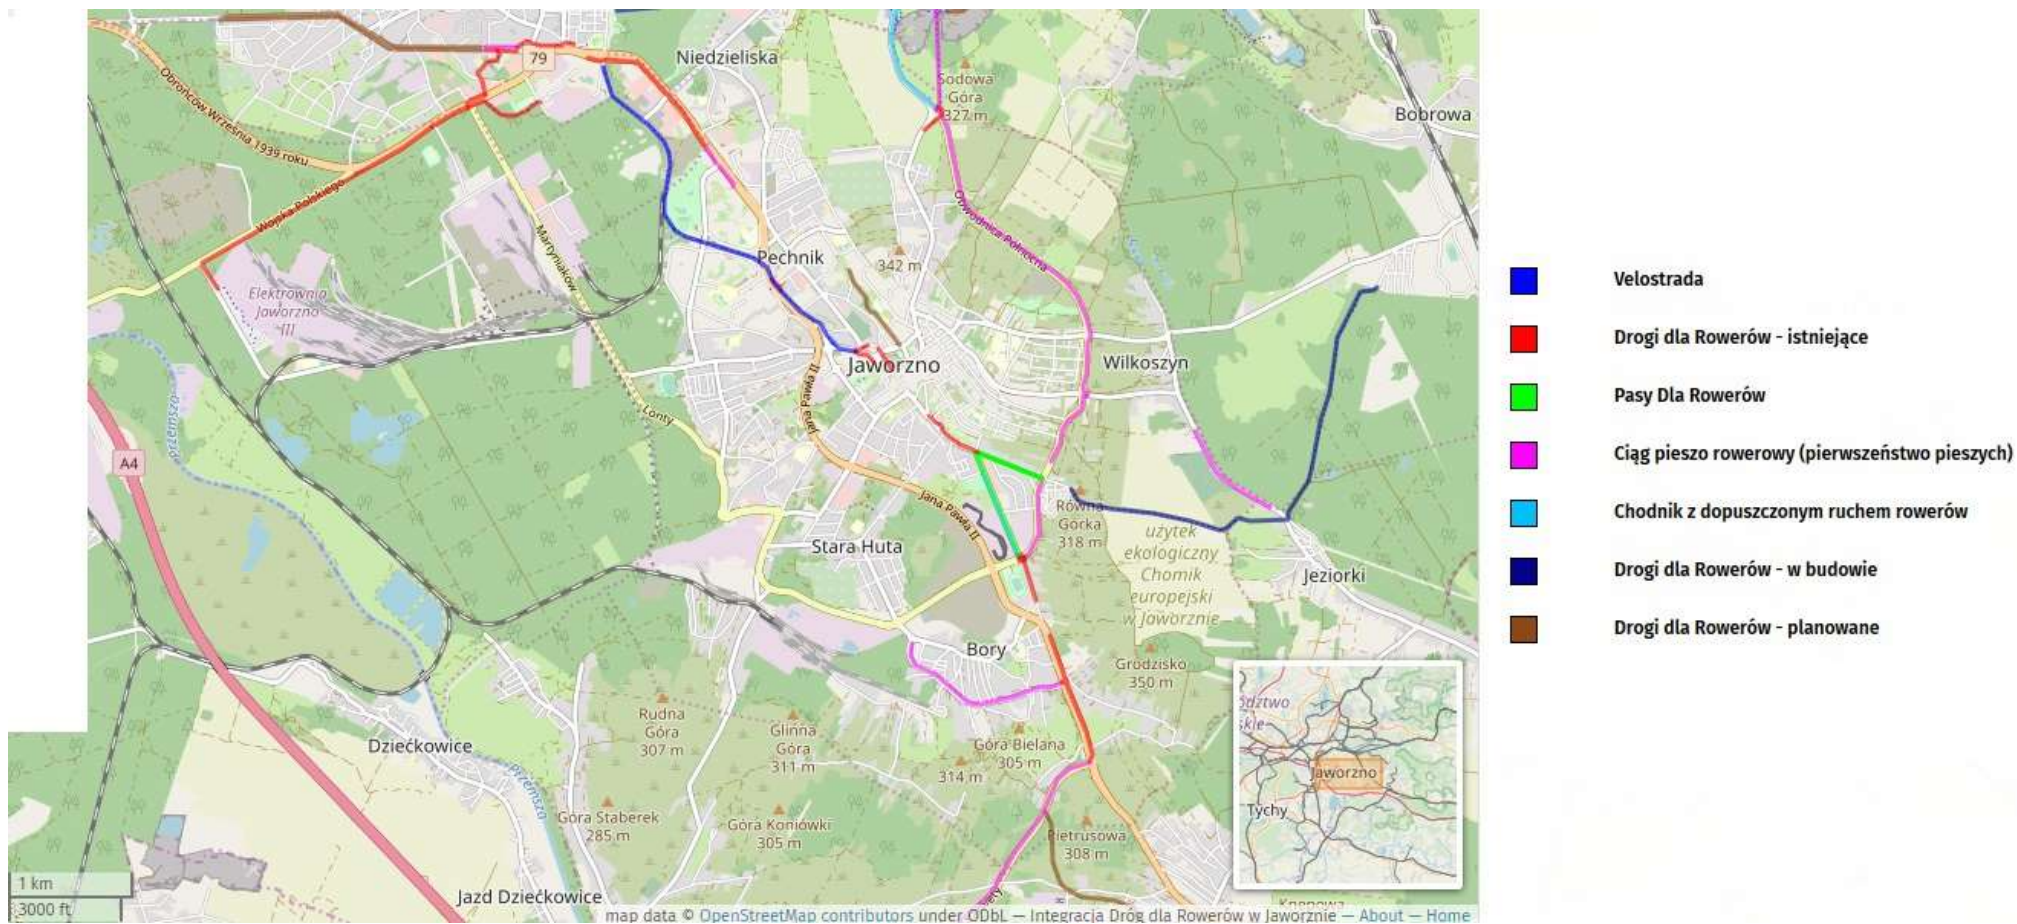 Niedzieliska
79
Sodowa
Góra
327 m
Bobrowa
Obrońców Września 1939 roku
Wojska Polskiego
Martyniaków
Obwodnica Północna
Pechnik
342 m
Elektrownia
Jaworzno
III
Velostrada
Drogi dla Rowerów - istniejące
Jaworzno
Wilkoszyn
Przemsza
Jana Pawła II
Lonty
Pasy Dla Rowerów
A4
Ciąg pieszo rowerowy (pierwszeństwo pieszych)
Jana Pawła II
Równa
Górka
318 m
Chodnik z dopuszczonym ruchem rowerów
użytek
ekologiczny
Chomik
europejski
w Jaworznie
Stara Huta
Jeziorki
Drogi dla Rowerów - w budowie
Drogi dla Rowerów - planowane
Bory
Grodzisko
350 m
Rudna
Góra
307 m
Glinna
Góra
311 m
Góra Bielana
305 m
314 m
Dziećkowice
Przemsza
Jaworzno
Tychy
Góra Staberek
285 m
Góra Koniówki
305 m
Pietrusowa
308 m
1 km
3000 ft
Jazd Dziećkowice
map data © OpenStreetMap contributors under ODbL — Integracja Dróg dla Rowerów w Jaworznie — About — Home